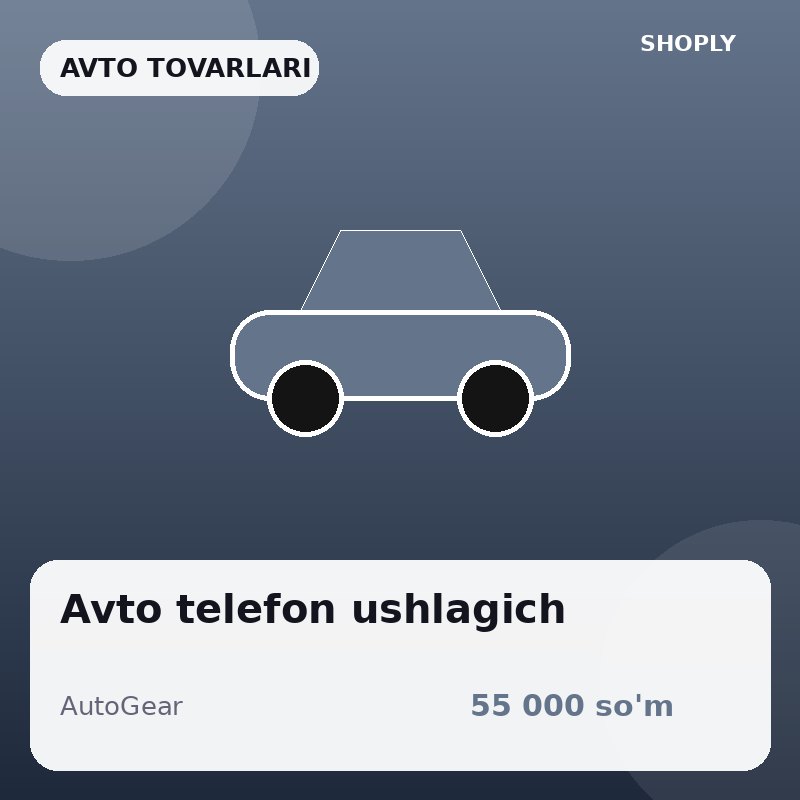 AVTO TOVARLARI
SHOPLY
Avto telefon ushlagich
AutoGear
55 000 so'm